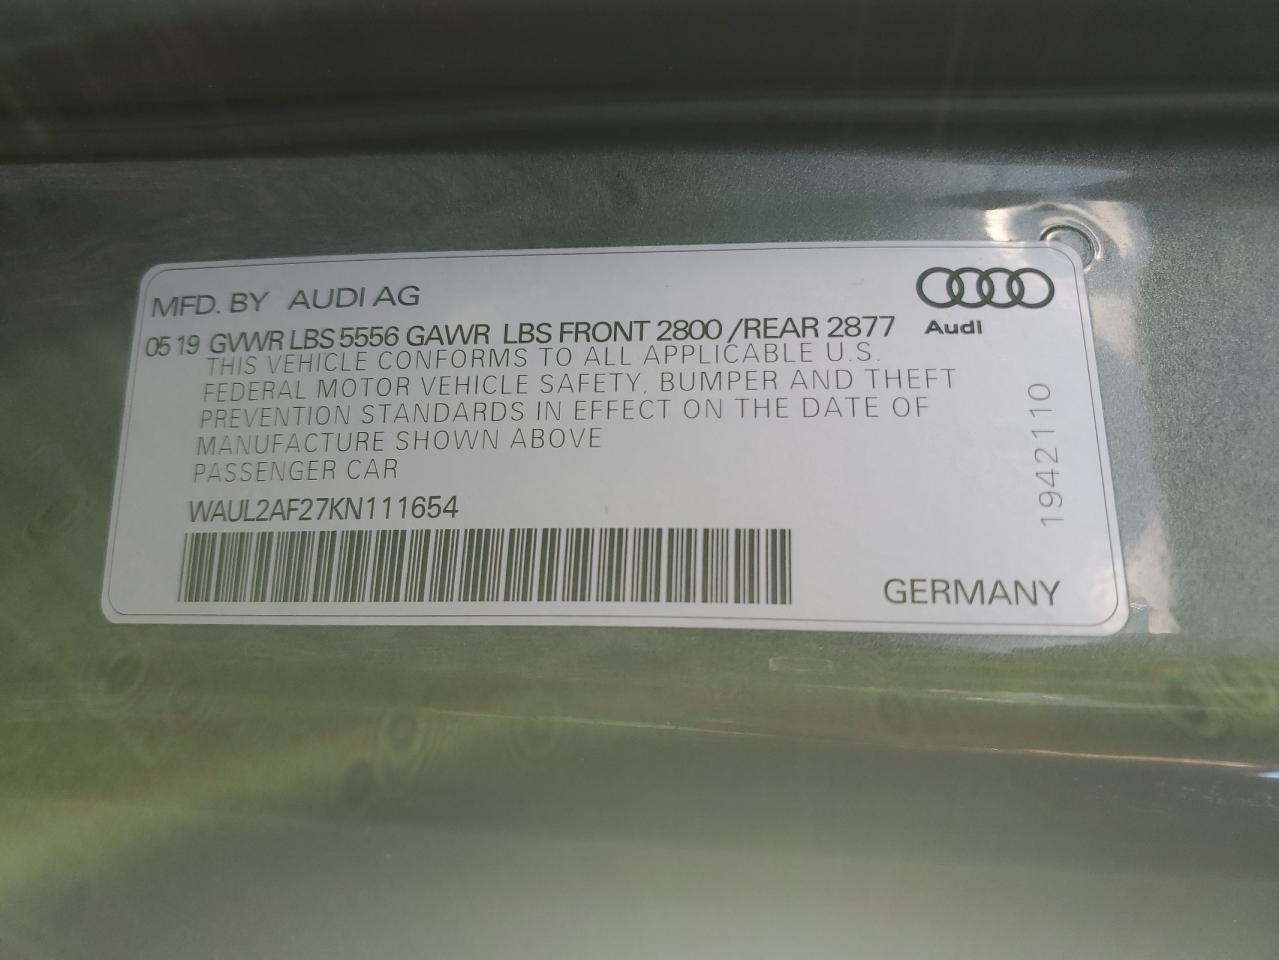 MFD. BY AUDI AG
Audi
05 19 GVWR LBS 5556 GAWR LBS FRONT 2800 /REAR 2877
THIS VEHICLE CONFORMS TO ALL APPLICABLE U.S.
FEDERAL MOTOR VEHICLE SAFETY, BUMPER AND THEFT
PREVENTION STANDARDS IN EFFECT ON THE DATE OF
MANUFACTURE SHOWN ABOVE
PASSENGER CAR
WAUL2AF27KN111654
1942110
GERMANY